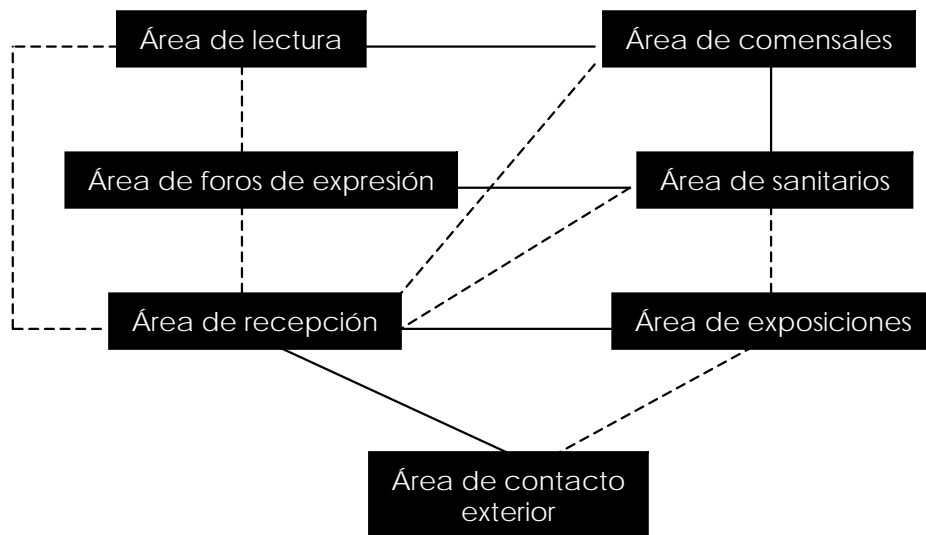 Área de lectura
Área de comensales
Área de foros de expresión
Área de sanitarios
Área de recepción
Área de exposiciones
Área de contacto
exterior